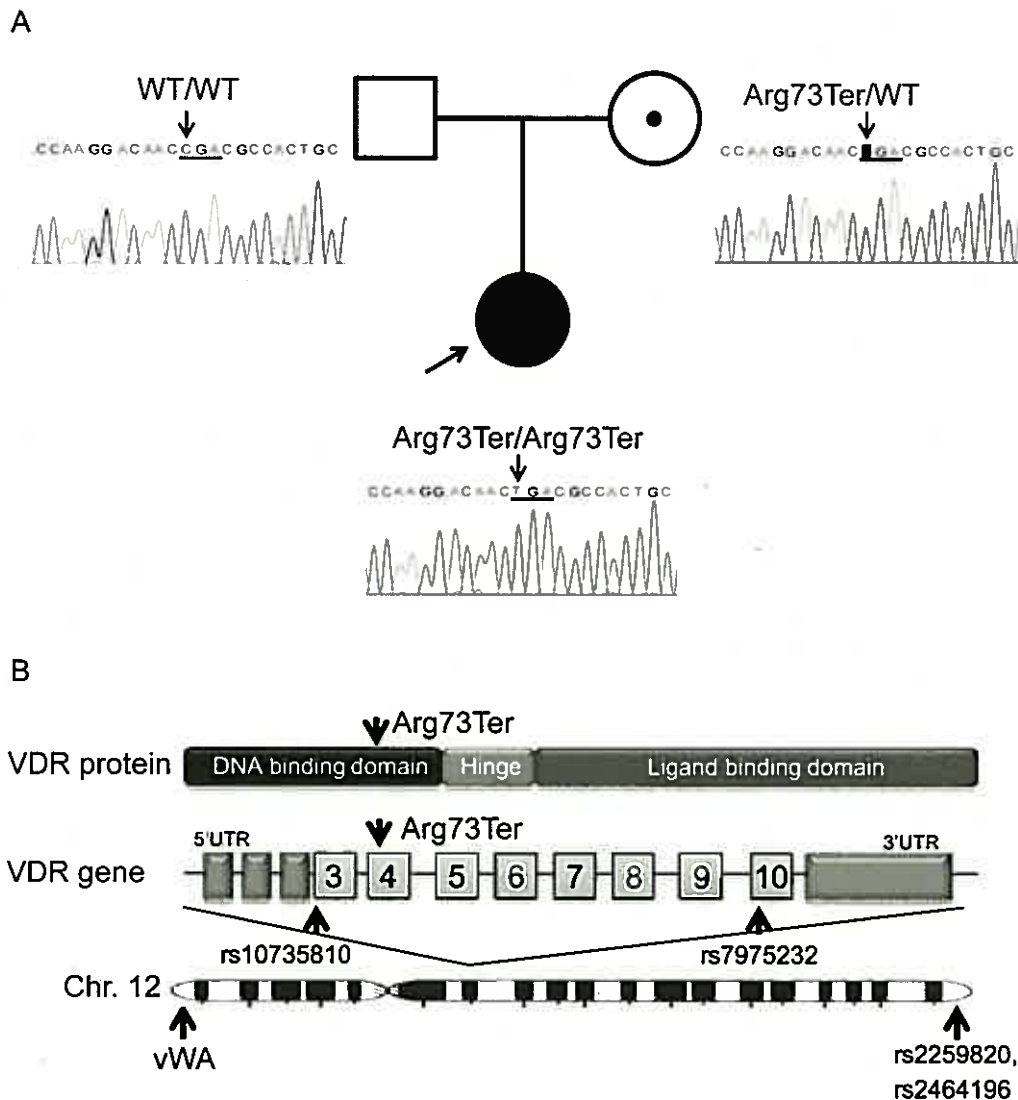 A
WT/WT
CCAAGGACAACCGACGCCACTGC
Arg73Ter/WT
CCAAGGACAAC GACGCCACTGC
Arg73Ter/Arg73Ter
CCAAGGACAACTGACGCCACTGC
B
Arg73Ter
VDR protein
DNA binding domain
Hinge
Ligand binding domain
Arg73Ter
5'UTR
3'UTR
VDR gene
3 4 5 6 7 8 9 10
rs10735810
rs7975232
Chr. 12
vWA
rs2259820,
rs2464196